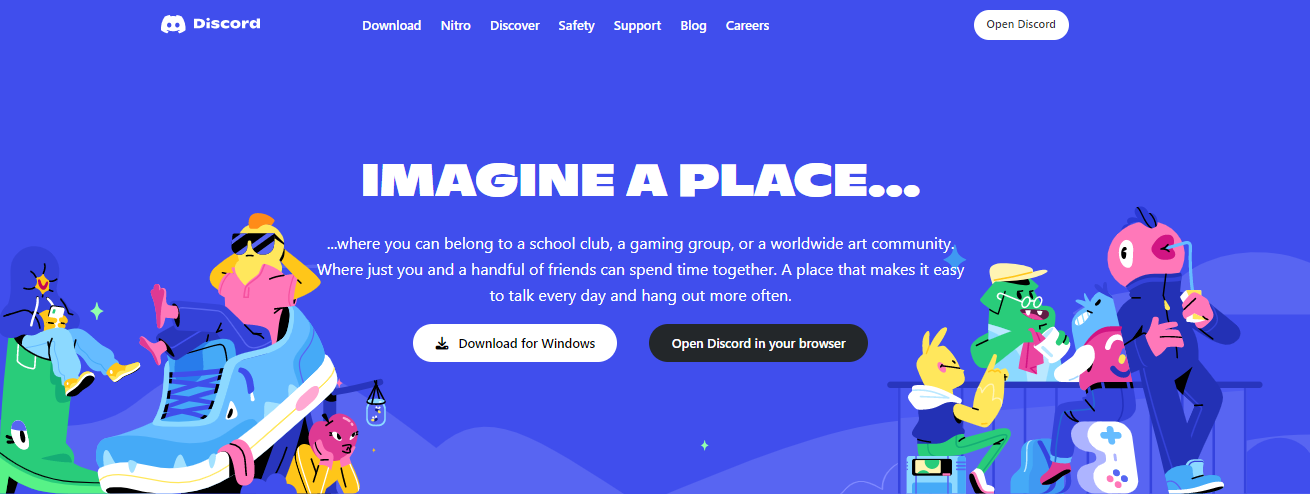 Discord
Download Nitro Discover Safety Support Blog Careers
Open Discord
IMAGINE A PLACE...
...where you can belong to a school club, a gaming group, or a worldwide art community.
Where just you and a handful of friends can spend time together. A place that makes it easy
to talk every day and hang out more often.
Download for Windows
Open Discord in your browser